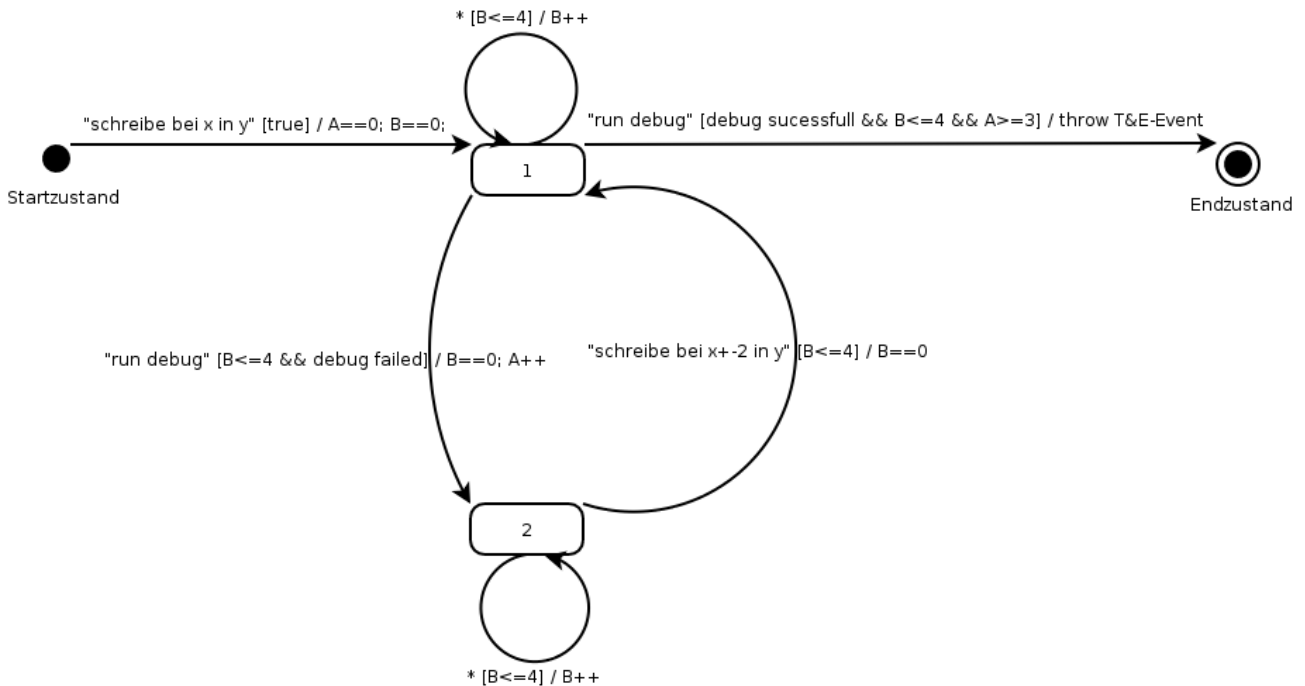 * [B<=4] / B++
"schreibe bei x in y" [true] / A==0; B==0;
"run debug" [debug sucessfull && B<=4 && A>=3] / throw T&E-Event
1
Startzustand
Endzustand
"run debug" [B<=4 && debug failed] / B==0; A++
"schreibe bei x+-2 in y" [B<=4] / B==0
2
* [B<=4] / B++